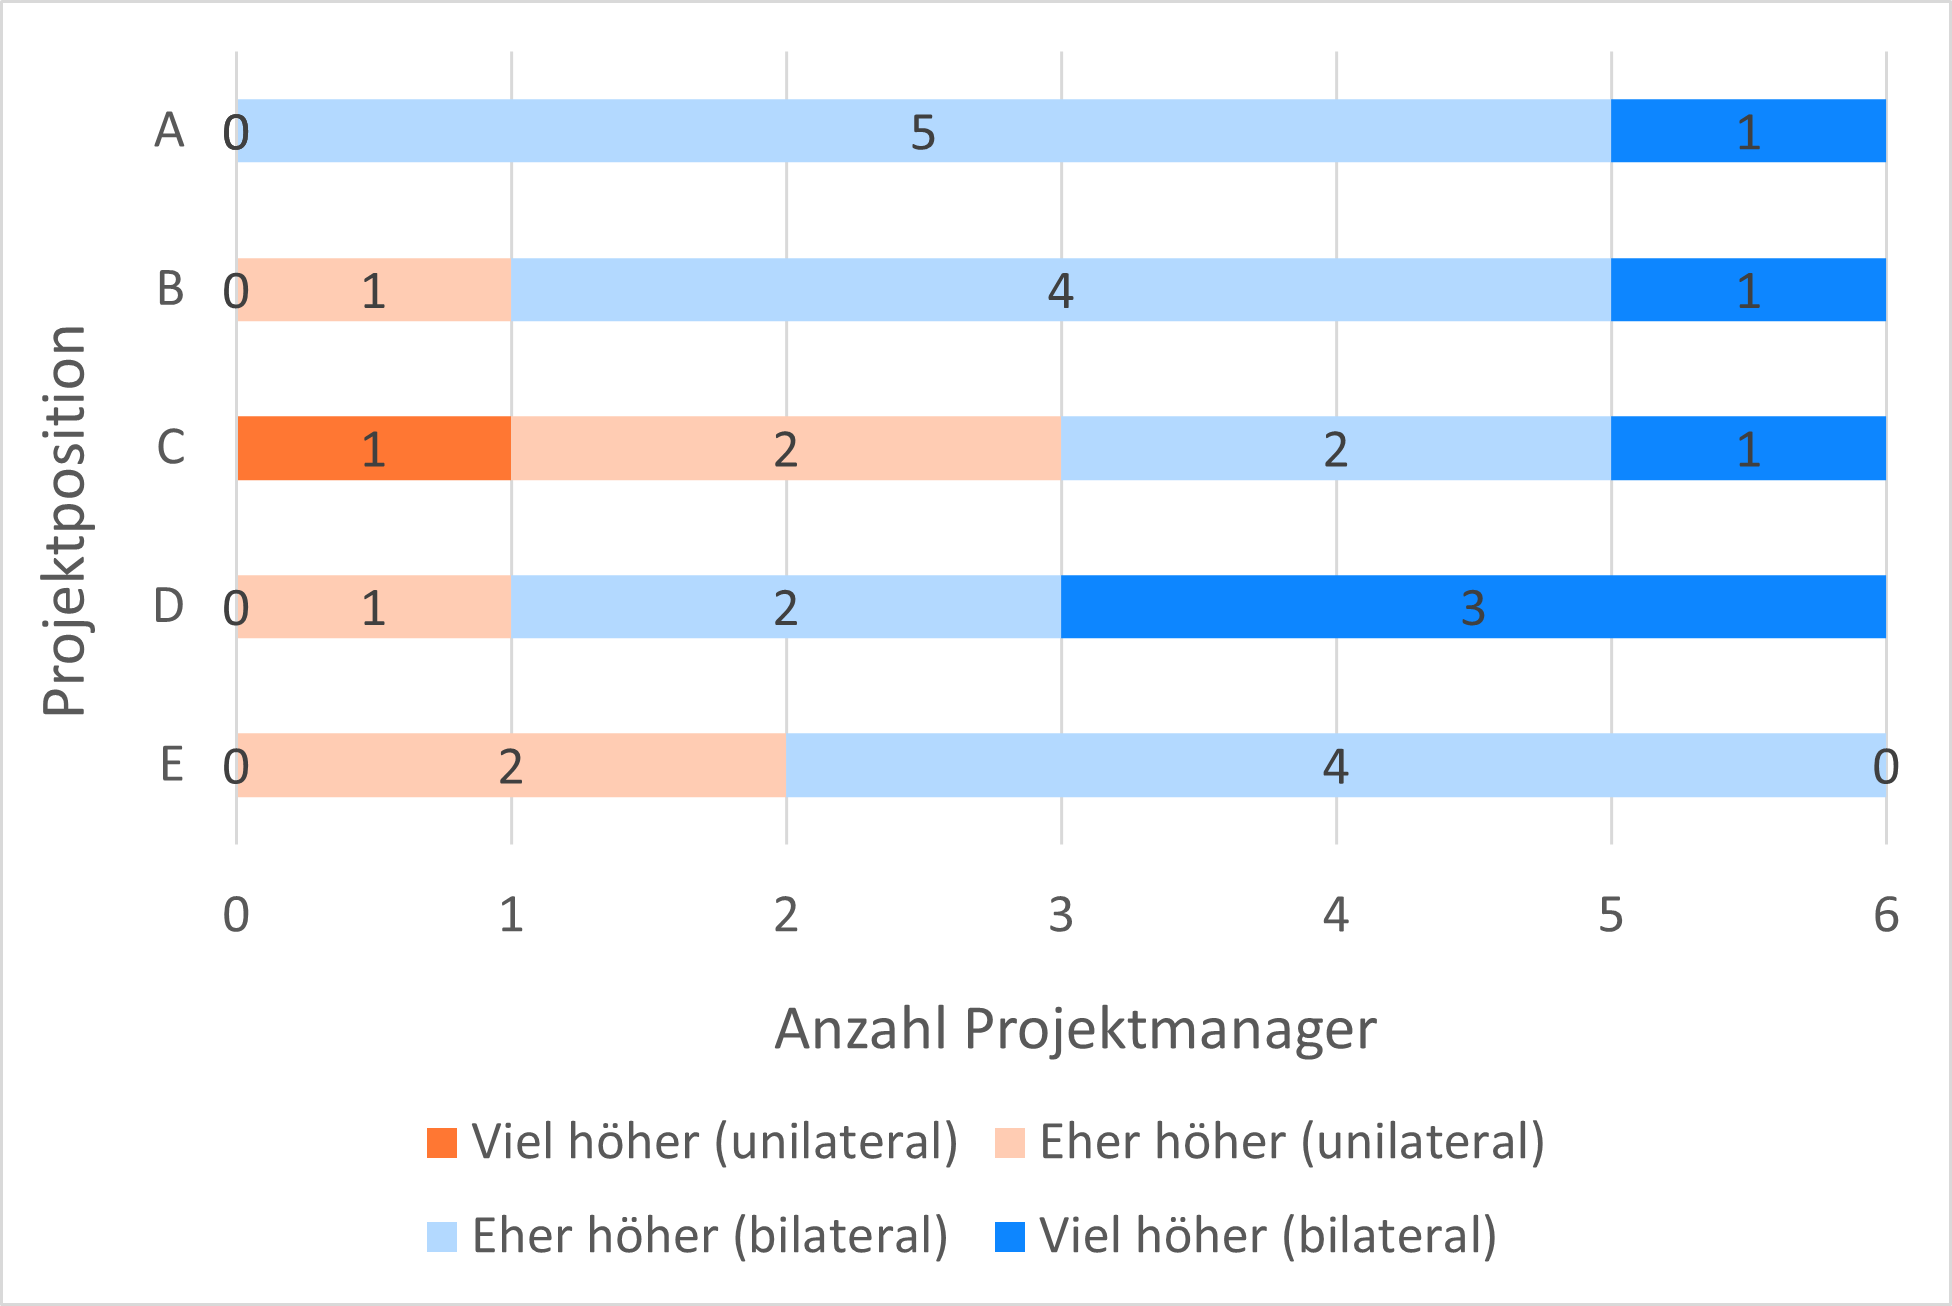 Projektposition
A 0 5 1
B 0 1 4 1
C 1 2 2 1
D 0 1 2 3
E 0 2 4 0
0 1 2 3 4 5 6
Anzahl Projektmanager
Viel höher (unilateral) Eher höher (unilateral)
Eher höher (bilateral) Viel höher (bilateral)